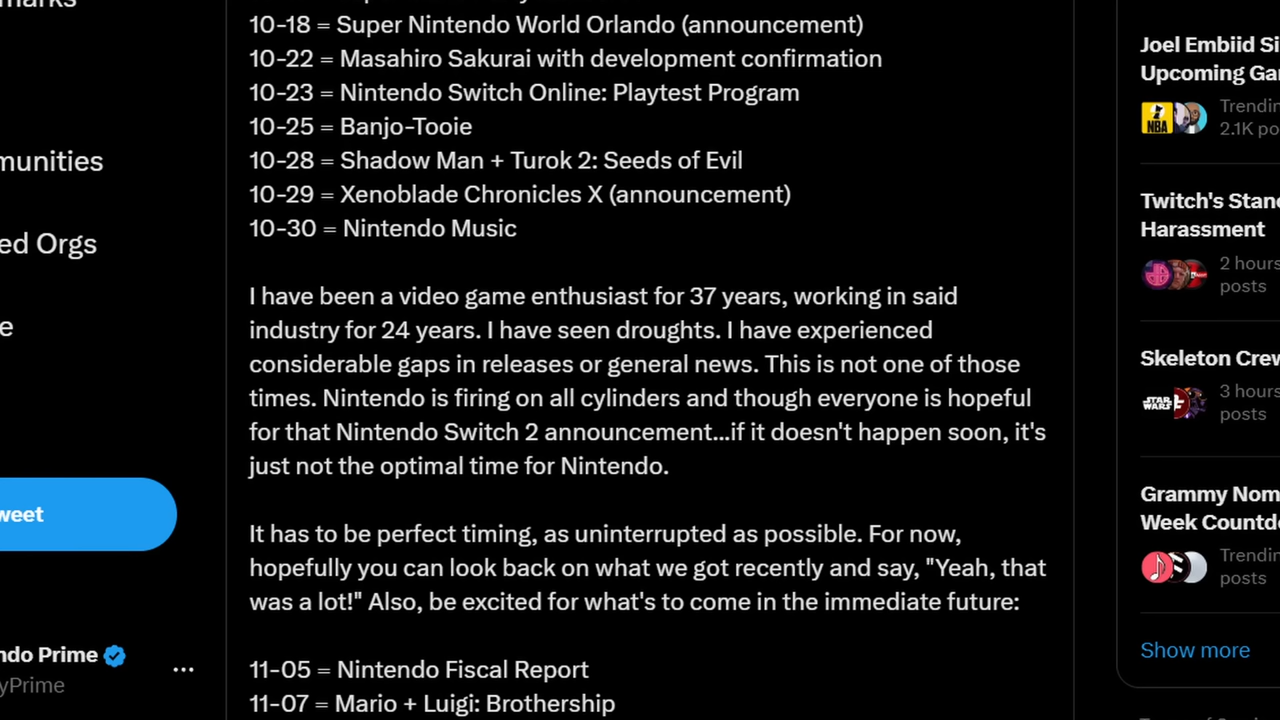 10-18 = Super Nintendo World Orlando (announcement)
10-22 = Masahiro Sakurai with development confirmation
10-23 = Nintendo Switch Online: Playtest Program
10-25 = Banjo-Tooie
10-28 = Shadow Man + Turok 2: Seeds of Evil
10-29 = Xenoblade Chronicles X (announcement)
10-30 = Nintendo Music
I have been a video game enthusiast for 37 years, working in said
industry for 24 years. I have seen droughts. I have experienced
considerable gaps in releases or general news. This is not one of those
times. Nintendo is firing on all cylinders and though everyone is hopeful
for that Nintendo Switch 2 announcement...if it doesn't happen soon, it's
just not the optimal time for Nintendo.
It has to be perfect timing, as uninterrupted as possible. For now,
hopefully you can look back on what we got recently and say, "Yeah, that
was a lot!" Also, be excited for what's to come in the immediate future:
11-05 = Nintendo Fiscal Report
11-07 = Mario + Luigi: Brothership
munities
ed Orgs
e
weet
ndo Prime
yPrime
Joel Embiid Si
Upcoming Ga
NBA
Trendin
2.1K po
Twitch's Stan
Harassment
2 hours
posts
Skeleton Crew
STAR WARS
3 hours
posts
Grammy Nom
Week Countd
Trendin
posts
Show more